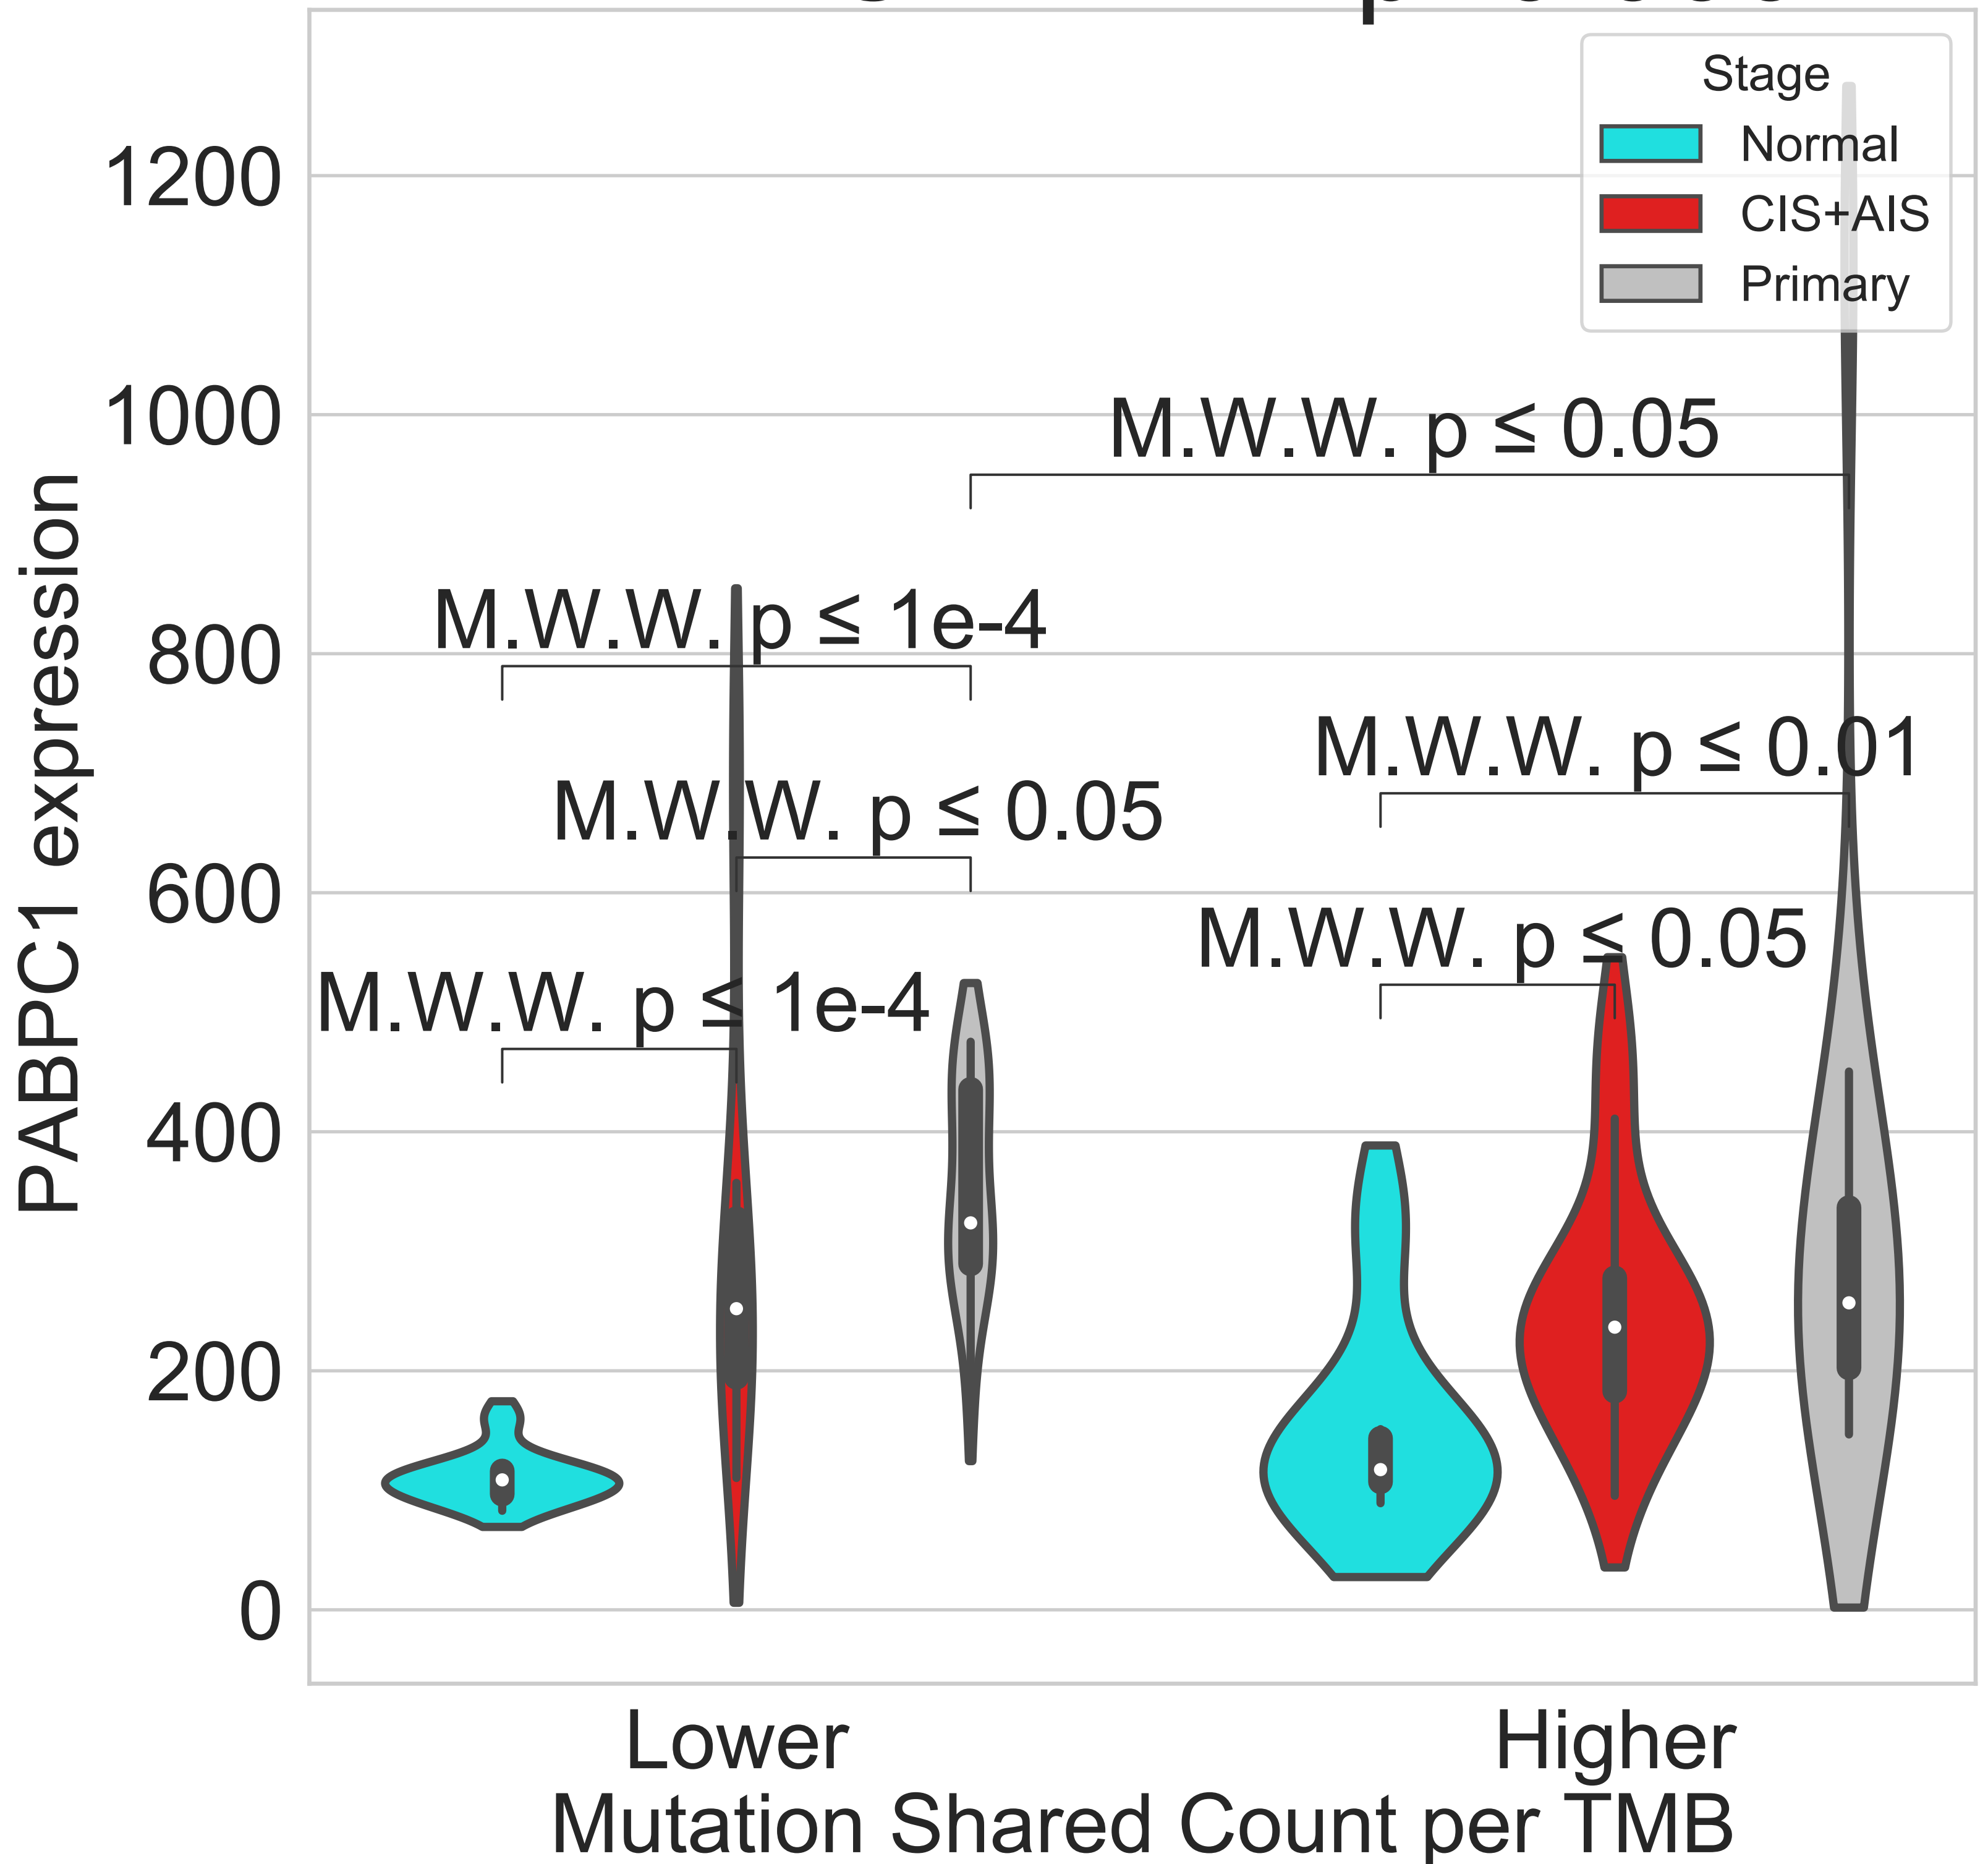 Stage
Normal
CIS+AIS
Primary
1200
1000
800
600
400
200
0
PABPC1 expression
M.W.W. p ≤ 0.05
M.W.W. p ≤ 1e-4
M.W.W. p ≤ 0.01
M.W.W. p ≤ 0.05
M.W.W. p ≤ 0.05
M.W.W. p ≤ 1e-4
Lower
Higher
Mutation Shared Count per TMB